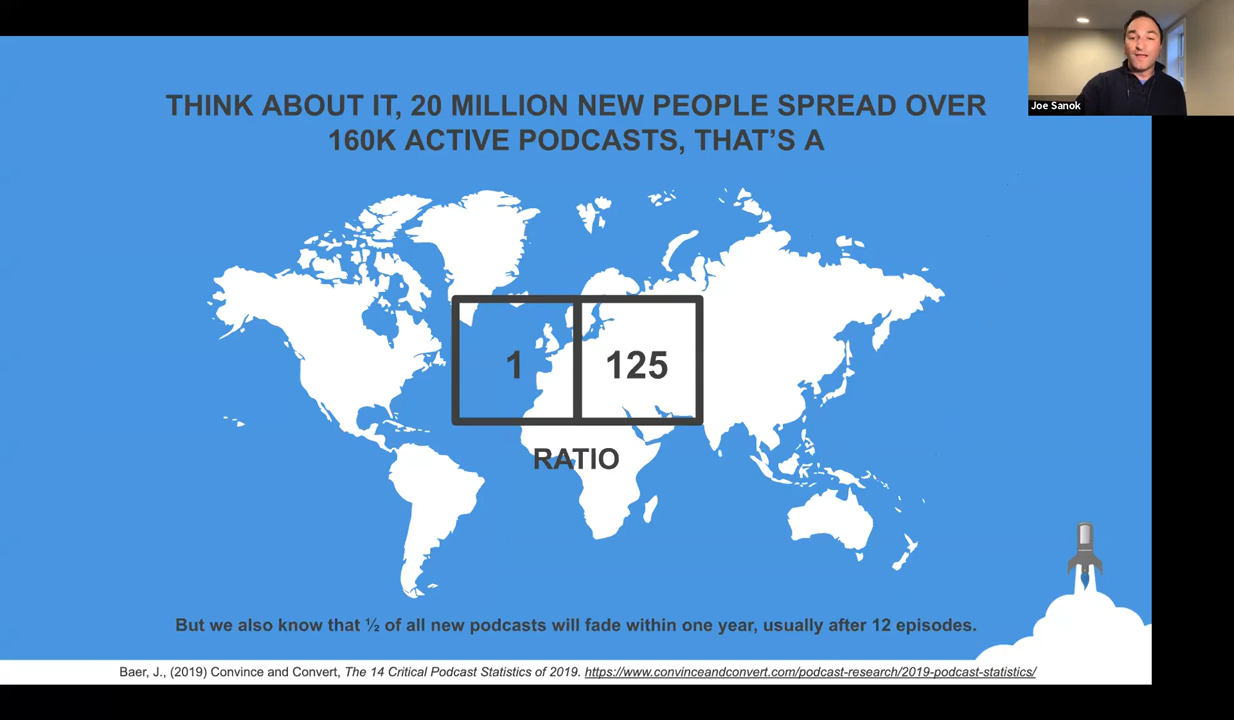 Joe Sanok
THINK ABOUT IT, 20 MILLION NEW PEOPLE SPREAD OVER
160K ACTIVE PODCASTS, THAT'S A
1 125
RATIO
But we also know that ½ of all new podcasts will fade within one year, usually after 12 episodes.
Baer, J., (2019) Convince and Convert, The 14 Critical Podcast Statistics of 2019. https://www.convinceandconvert.com/podcast-research/2019-podcast-statistics/